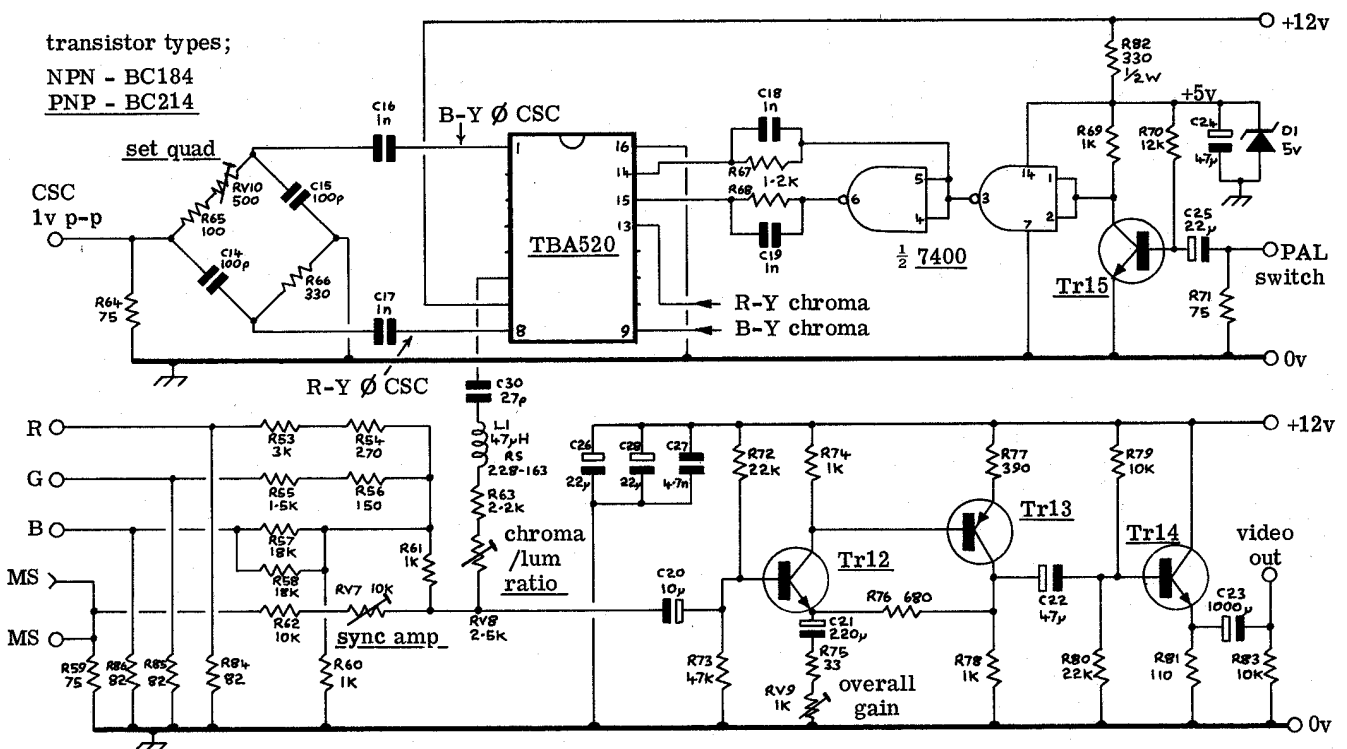 transistor types;
NPN - BC184
PNP - BC214
+12v
R82
330
1/2W
C16
1n
B-Y Ø CSC
C18
1n
+5v
set quad
RV10
500
C15
100p
1
16
14
15
13
R67
1.2K
R68
C19
1n
5
6
4
3
14
1
2
7
R69
1K
R70
12K
C24
47µ
D1
5v
CSC
1v p-p
R65
100
C14
100p
R66
330
TBA520
½ 7400
C25
22µ
PAL
switch
Tr15
R71
75
R64
75
C17
1n
8
9
R-Y chroma
B-Y chroma
0v
R-Y Ø CSC
C30
27p
L1
47µH
RS
228-163
+12v
R
R53
3K
R54
270
G
R55
1.5K
R56
150
B
R57
18K
R58
18K
R61
1K
R63
2.2K
chroma
/lum
ratio
C26
22µ
C28
22µ
C27
4.7n
R72
22K
R74
1K
R77
390
R79
10K
Tr12
Tr13
Tr14
video
out
MS
RV7 10K
R62
10K
sync amp
RV8
2.5K
C20
10µ
R76 680
C21
220µ
C22
47µ
C23
1000µ
MS
R59
75
R86
82
R85
82
R84
82
R60
1K
R73
47K
R75
33
RV9
1K
overall
gain
R78
1K
R80
22K
R81
110
R83
10K
0v